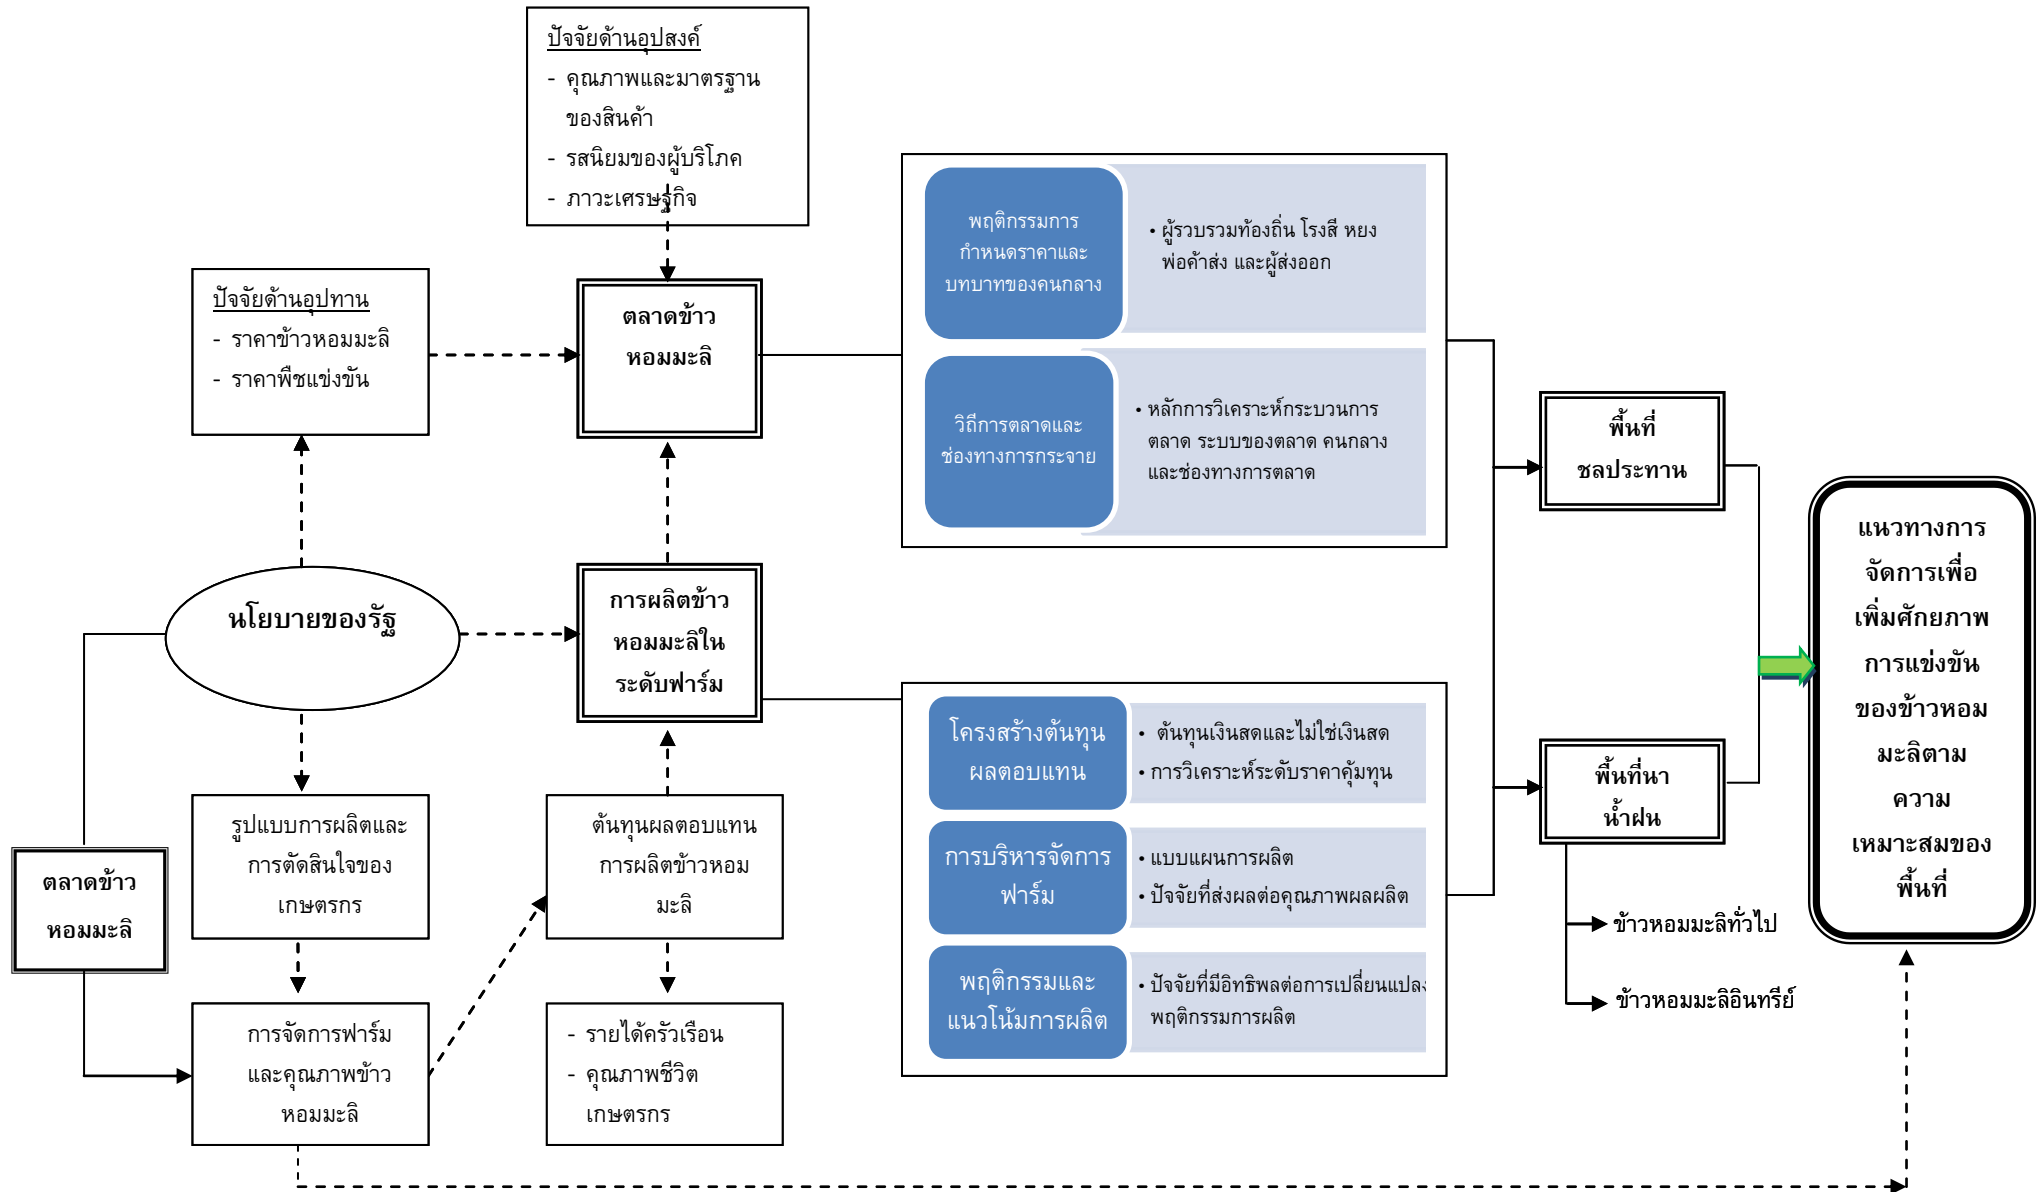 ปัจจัยด้านอุปสงค์
- คุณภาพและมาตรฐาน
ของสินค้า
- รสนิยมของผู้บริโภค
- ภาวะเศรษฐกิจ
ปัจจัยด้านอุปทาน
- ราคาข้าวหอมมะลิ
- ราคาพืชแข่งขัน
ตลาดข้าว
หอมมะลิ
พฤติกรรมการ
กำหนดราคาและ
บทบาทของคนกลาง
• ผู้รวบรวมท้องถิ่น โรงสี หยง
พ่อค้าส่ง และผู้ส่งออก
วิถีการตลาดและ
ช่องทางการกระจาย
• หลักการวิเคราะห์กระบวนการ
ตลาด ระบบของตลาด คนกลาง
และช่องทางการตลาด
พื้นที่
ชลประทาน
นโยบายของรัฐ
การผลิตข้าว
หอมมะลิใน
ระดับฟาร์ม
โครงสร้างต้นทุน
ผลตอบแทน
• ต้นทุนเงินสดและไม่ใช่เงินสด
• การวิเคราะห์ระดับราคาคุ้มทุน
การบริหารจัดการ
ฟาร์ม
• แบบแผนการผลิต
• ปัจจัยที่ส่งผลต่อคุณภาพผลผลิต
พฤติกรรมและ
แนวโน้มการผลิต
• ปัจจัยที่มีอิทธิพลต่อการเปลี่ยนแปลง
พฤติกรรมการผลิต
พื้นที่นา
น้ำฝน
ข้าวหอมมะลิทั่วไป
ข้าวหอมมะลิอินทรีย์
แนวทางการ
จัดการเพื่อ
เพิ่มศักยภาพ
การแข่งขัน
ของข้าวหอม
มะลิตาม
ความ
เหมาะสมของ
พื้นที่
ตลาดข้าว
หอมมะลิ
รูปแบบการผลิตและ
การตัดสินใจของ
เกษตรกร
ต้นทุนผลตอบแทน
การผลิตข้าวหอม
มะลิ
การจัดการฟาร์ม
และคุณภาพข้าว
หอมมะลิ
- รายได้ครัวเรือน
- คุณภาพชีวิต
เกษตรกร